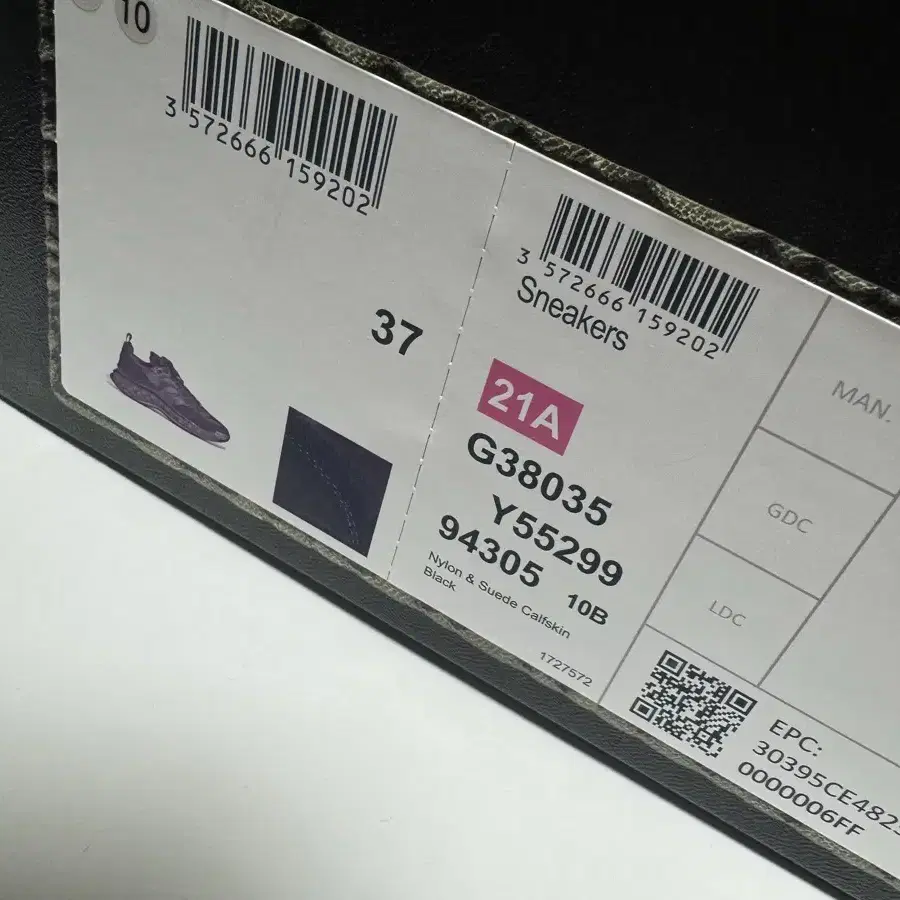 10
3 572666 159202
37
3 572666 159202
Sneakers
21A
G38035
Y55299
94305 10B
Nylon & Suede Calfskin
Black
1727572
MAN.
GDC
LDC
EPC:
30395CE482
0000006FF